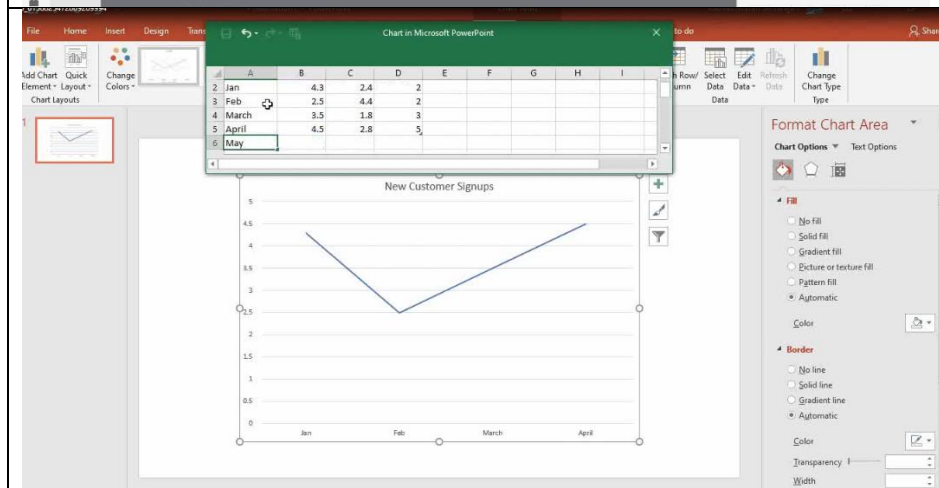 File Home Insert Design Trans
Chart in Microsoft PowerPoint
to do
Share
Add Chart Element
Quick Layout
Change Colors
Chart Layouts
Select Data
Edit Data
Refresh Data
Data
Change Chart Type
Type
A B C D E F G H I
2 Jan 4.3 2.4 2
3 Feb 2.5 4.4 2
4 March 3.5 1.8 3
5 April 4.5 2.8 5
6 May
1
New Customer Signups
5
4.5
4
3.5
3
2.5
2
1.5
1
0.5
0
Jan Feb March April
Format Chart Area
Chart Options Text Options
Fill
No fill
Solid fill
Gradient fill
Picture or texture fill
Pattern fill
Automatic
Color
Border
No line
Solid line
Gradient line
Automatic
Color
Transparency
Width